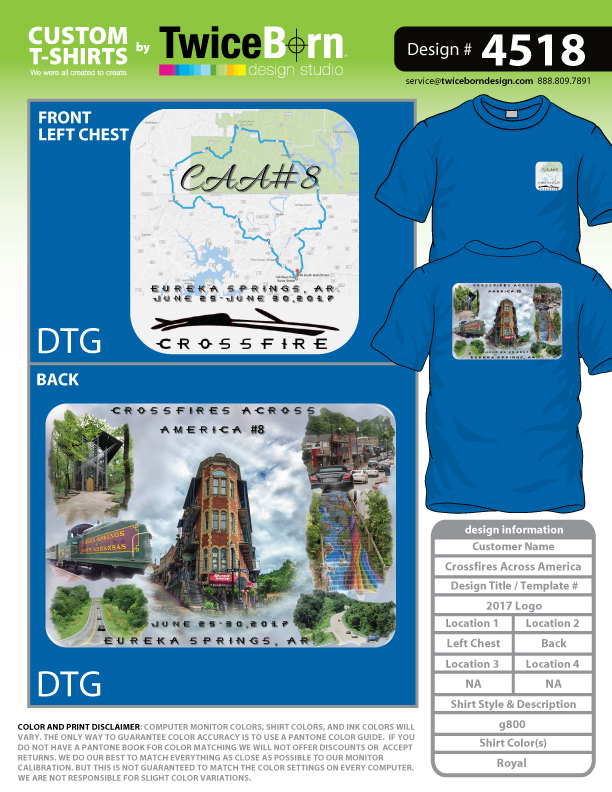 CUSTOM
T-SHIRTS
We were all created to create
by
TwiceBorn
design studio
Design # 4518
service@twiceborndesign.com 888.809.7891
FRONT
LEFT CHEST
CAA#8
EUREKA SPRINGS, AR
JUNE 25-JUNE 30,2017
CROSSFIRE
DTG
BACK
CROSSFIRES ACROSS
AMERICA #8
JUNE 25-30,2017
EUREKA SPRINGS, AR
DTG
CROSSFIRES ACROSS
AMERICA #8
EUREKA SPRINGS, AR
design information
Customer Name
Crossfires Across America
Design Title / Template #
2017 Logo
Location 1
Location 2
Left Chest
Back
Location 3
Location 4
NA
NA
Shirt Style & Description
g800
Shirt Color(s)
Royal
COLOR AND PRINT DISCLAIMER: COMPUTER MONITOR COLORS, SHIRT COLORS, AND INK COLORS WILL
VARY. THE ONLY WAY TO GUARANTEE COLOR ACCURACY IS TO USE A PANTONE COLOR GUIDE. IF YOU
DO NOT HAVE A PANTONE BOOK FOR COLOR MATCHING WE WILL NOT OFFER DISCOUNTS OR ACCEPT
RETURNS. WE DO OUR BEST TO MATCH EVERYTHING AS CLOSE AS POSSIBLE TO OUR MONITOR
CALIBRATION. BUT THIS IS NOT GUARANTEED TO MATCH THE COLOR SETTINGS ON EVERY COMPUTER.
WE ARE NOT RESPONSIBLE FOR SLIGHT COLOR VARIATIONS.